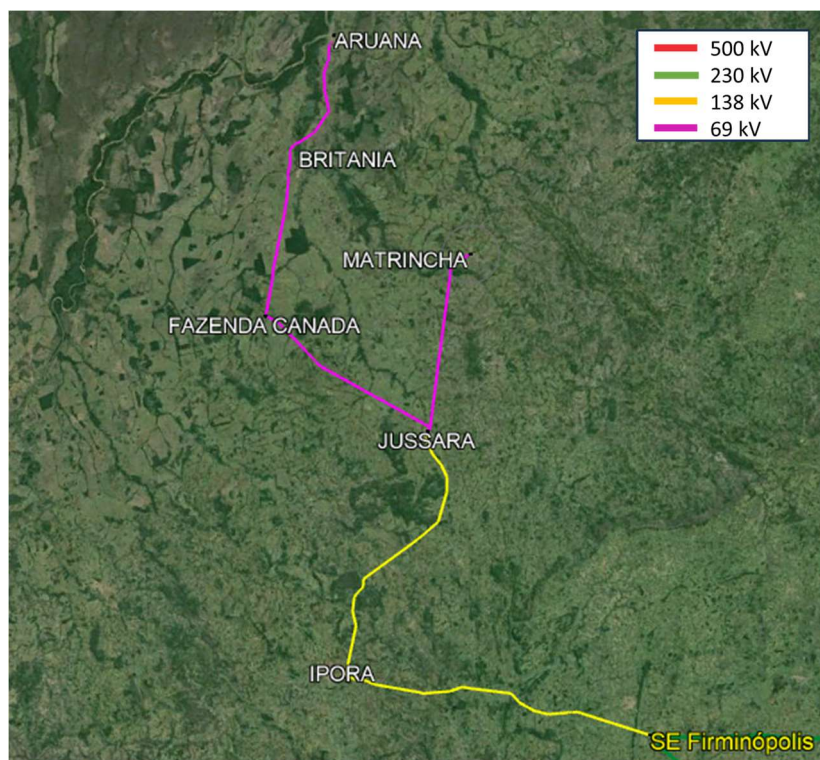 ARUANA
500 kV
230 kV
138 kV
69 kV
BRITANIA
MATRINCHA
FAZENDA CANADA
JUSSARA
IPORA
SE Firminópolis